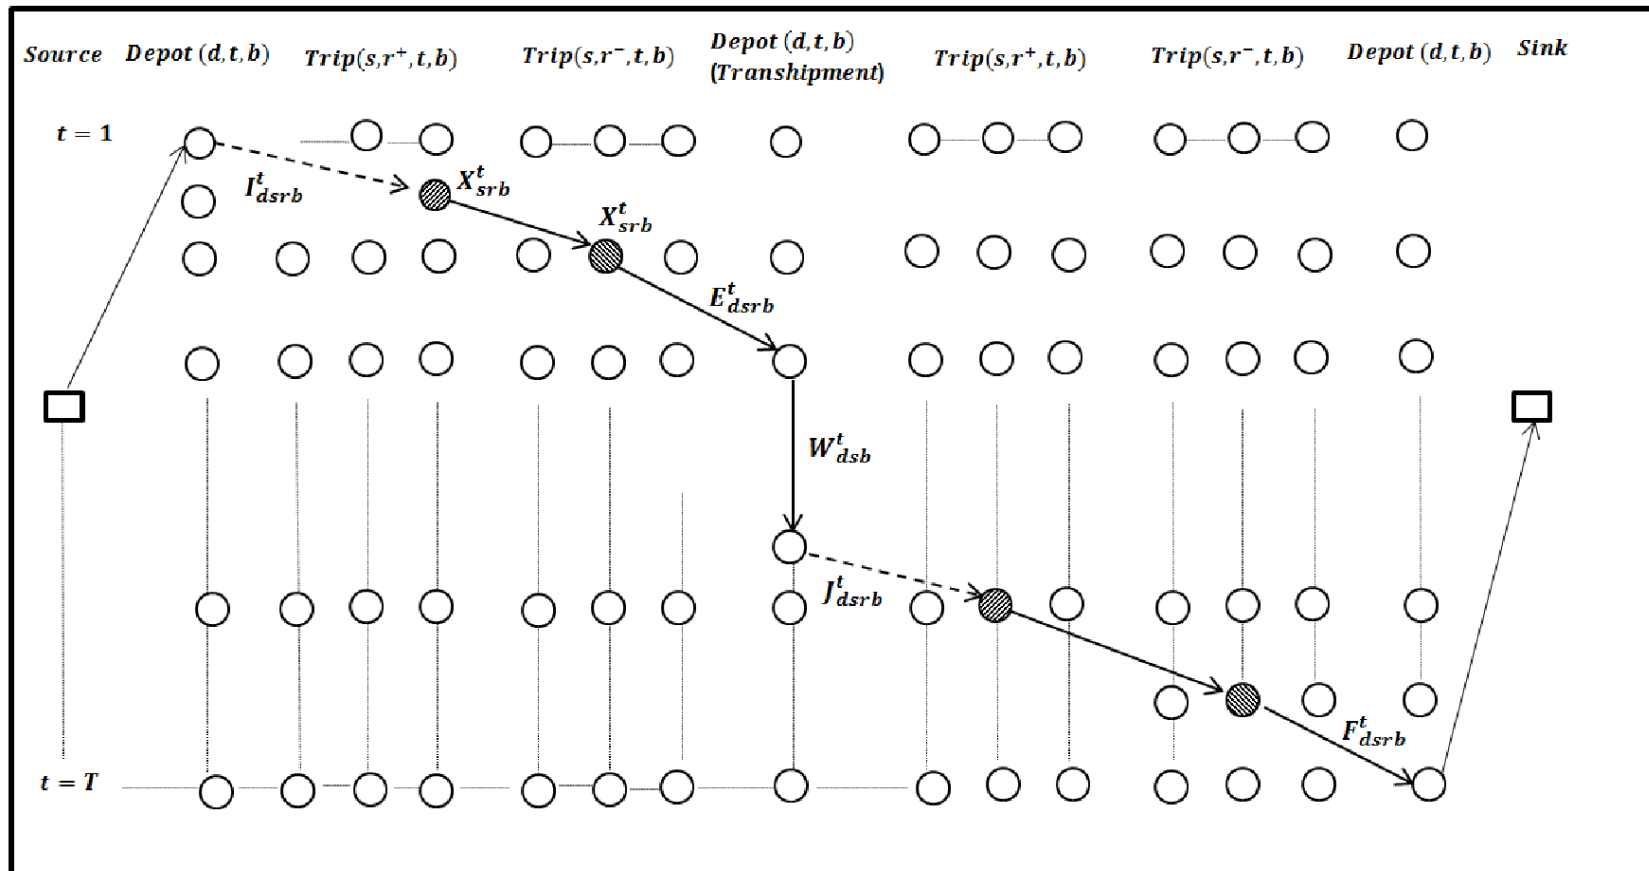 Source Depot (d,t,b) Trip(s,r⁺,t,b) Trip(s,r⁻,t,b) Depot (d,t,b) Trip(s,r⁺,t,b) Trip(s,r⁻,t,b) Depot (d,t,b) Sink
(Transhipment)
t = 1
I^t_dsrb X^t_srb
X^t_srb
E^t_dsrb
W^t_dsb
J^t_dsrb
F^t_dsrb
t = T